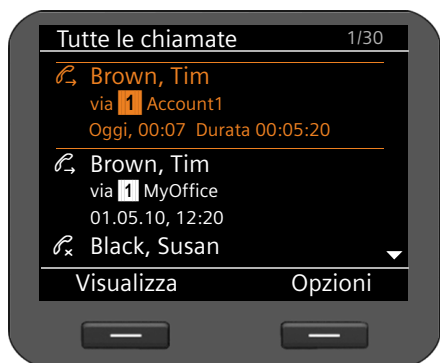 Tutte le chiamate 1/30
Brown, Tim
via 1 Account1
Oggi, 00:07 Durata 00:05:20
Brown, Tim
via 1 MyOffice
01.05.10, 12:20
Black, Susan
Visualizza Opzioni